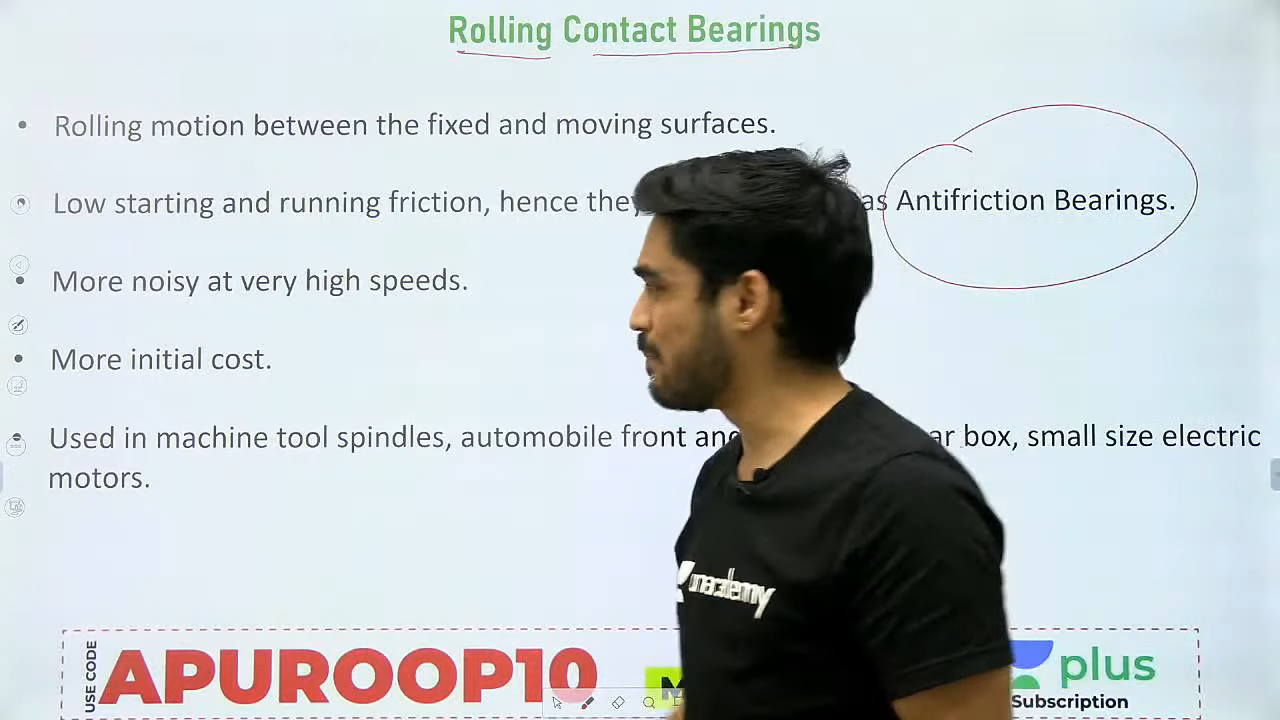 Rolling Contact Bearings
• Rolling motion between the fixed and moving surfaces.
Low starting and running friction, hence they as Antifriction Bearings.
• More noisy at very high speeds.
• More initial cost.
Used in machine tool spindles, automobile front and box, small size electric
motors.
unacademy
USE CODE
APUROOP10
plus
Subscription